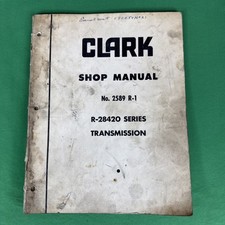 CLARK
SHOP MANUAL
No. 2589 R-1
R-28420 SERIES
TRANSMISSION